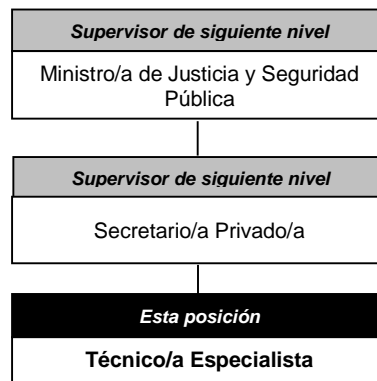 Supervisor de siguiente nivel
Ministro/a de Justicia y Seguridad
Pública
Supervisor de siguiente nivel
Secretario/a Privado/a
Esta posición
Técnico/a Especialista